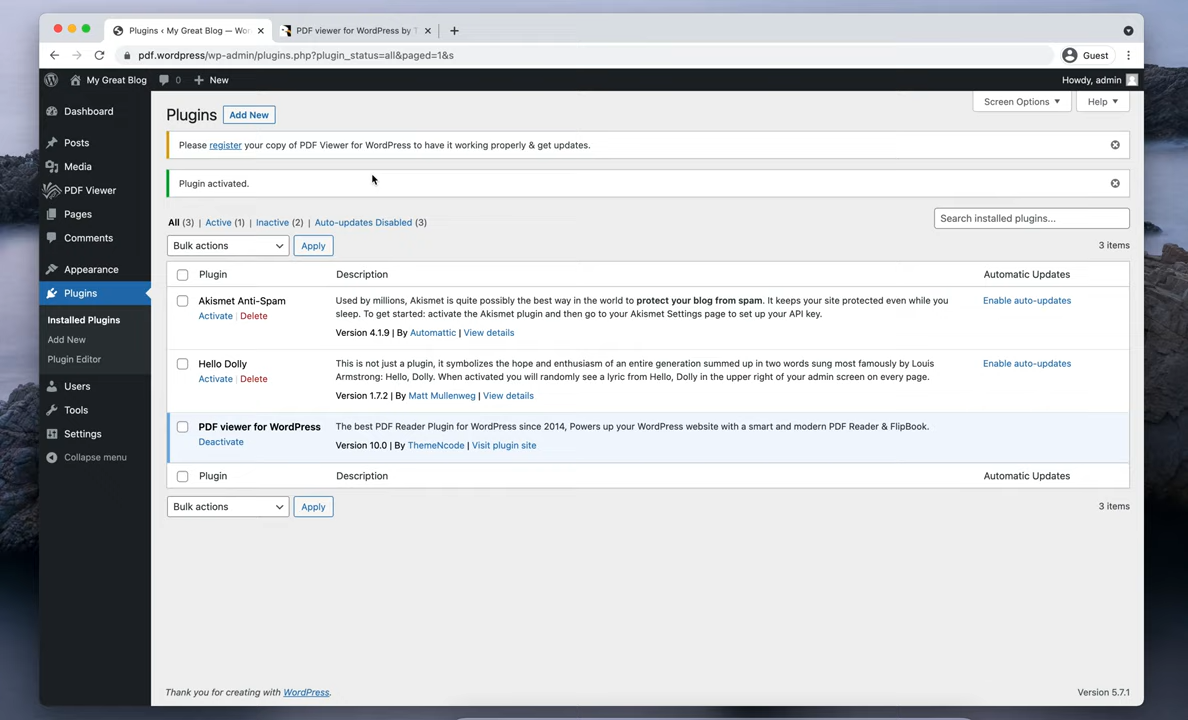 Plugins ‹ My Great Blog — Wor
PDF viewer for WordPress by T
pdf.wordpress/wp-admin/plugins.php?plugin_status=all&paged=1&s
Guest
My Great Blog
0
New
Howdy, admin
Dashboard
Posts
Media
PDF Viewer
Pages
Comments
Appearance
Plugins
Installed Plugins
Add New
Plugin Editor
Users
Tools
Settings
Collapse menu
Screen Options
Help
Plugins
Add New
Please register your copy of PDF Viewer for WordPress to have it working properly & get updates.
Plugin activated.
All (3) | Active (1) | Inactive (2) | Auto-updates Disabled (3)
Search installed plugins...
Bulk actions
Apply
3 items
Plugin
Description
Automatic Updates
Akismet Anti-Spam
Activate | Delete
Used by millions, Akismet is quite possibly the best way in the world to protect your blog from spam. It keeps your site protected even while you
sleep. To get started: activate the Akismet plugin and then go to your Akismet Settings page to set up your API key.
Version 4.1.9 | By Automattic | View details
Enable auto-updates
Hello Dolly
Activate | Delete
This is not just a plugin, it symbolizes the hope and enthusiasm of an entire generation summed up in two words sung most famously by Louis
Armstrong: Hello, Dolly. When activated you will randomly see a lyric from Hello, Dolly in the upper right of your admin screen on every page.
Version 1.7.2 | By Matt Mullenweg | View details
Enable auto-updates
PDF viewer for WordPress
Deactivate
The best PDF Reader Plugin for WordPress since 2014, Powers up your WordPress website with a smart and modern PDF Reader & FlipBook.
Version 10.0 | By ThemeNcode | Visit plugin site
Plugin
Description
Automatic Updates
Bulk actions
Apply
3 items
Thank you for creating with WordPress.
Version 5.7.1